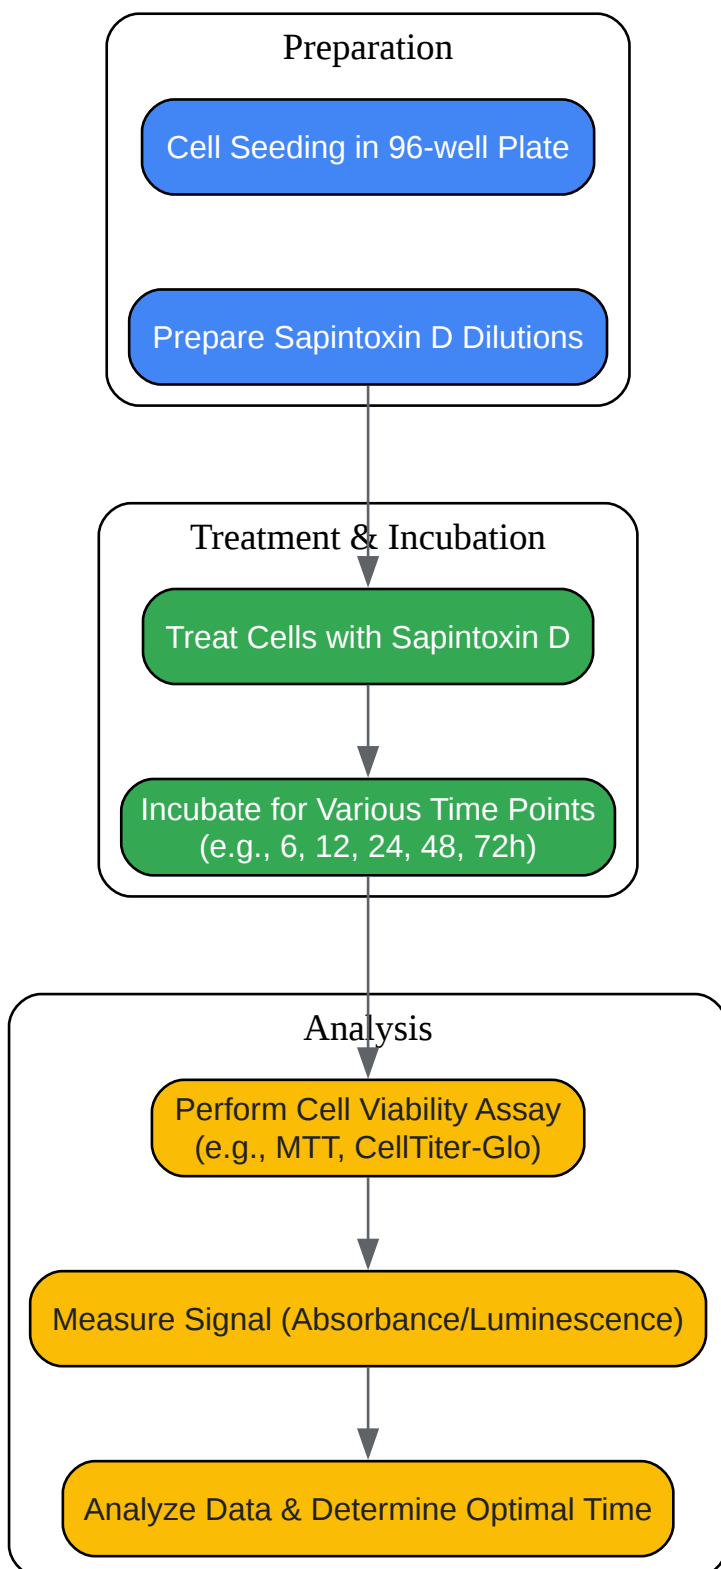 Preparation
Cell Seeding in 96-well Plate
Prepare Sapintoxin D Dilutions
Treatment & Incubation
Treat Cells with Sapintoxin D
Incubate for Various Time Points
(e.g., 6, 12, 24, 48, 72h)
Analysis
Perform Cell Viability Assay
(e.g., MTT, CellTiter-Glo)
Measure Signal (Absorbance/Luminescence)
Analyze Data & Determine Optimal Time